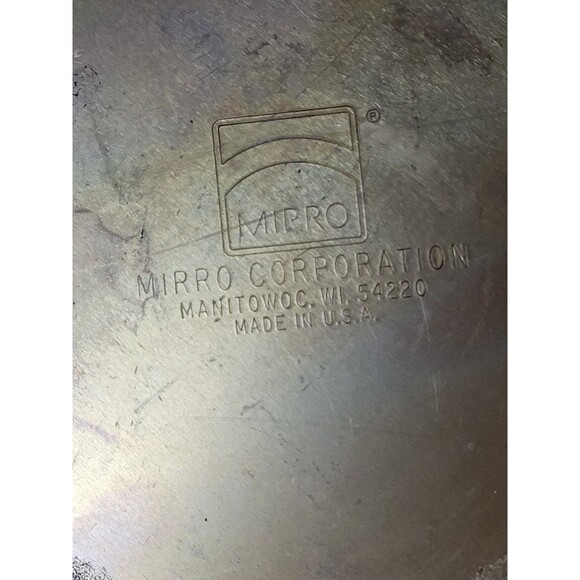 ®
MIRRO
MIRRO CORPORATION
MANITOWOC, WI. 54220
MADE IN U.S.A.